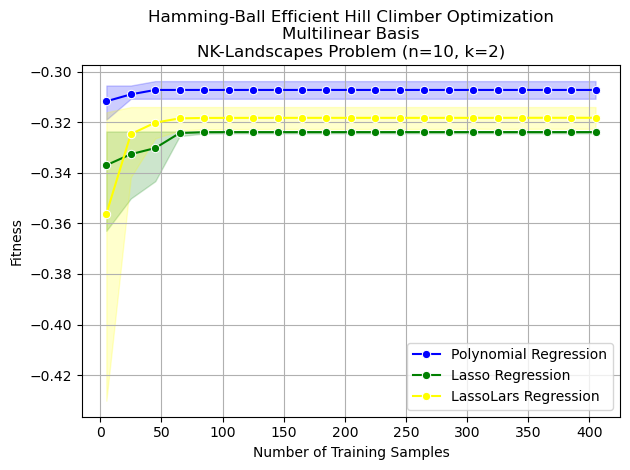 Hamming-Ball Efficient Hill Climber Optimization
Multilinear Basis
NK-Landscapes Problem (n=10, k=2)
−0.30
−0.32
−0.34
−0.36
−0.38
−0.40
−0.42
Fitness
Polynomial Regression
Lasso Regression
LassoLars Regression
0 50 100 150 200 250 300 350 400
Number of Training Samples